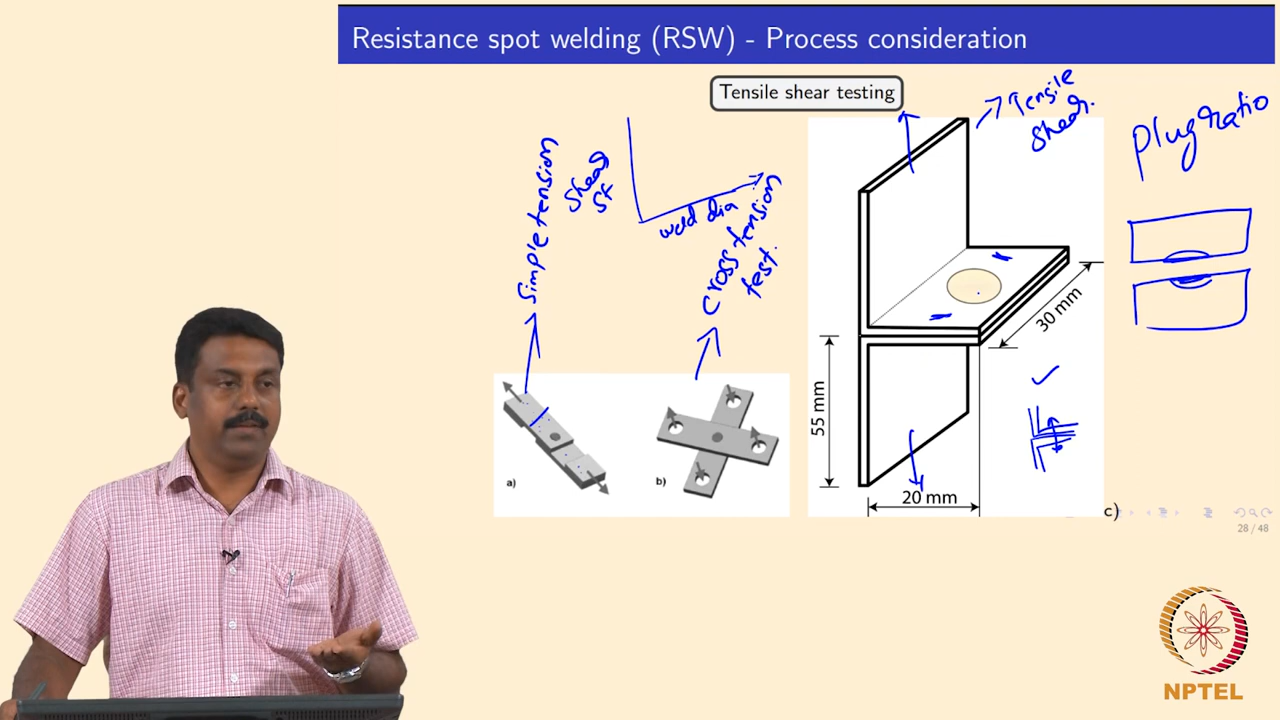 Resistance spot welding (RSW) - Process consideration
Tensile shear testing
Tensile
shear.
Plug ratio
simple tension
shear
st
weld dia
cross tension
test.
30 mm
55 mm
20 mm
a)
b)
c)
28 / 48
NPTEL